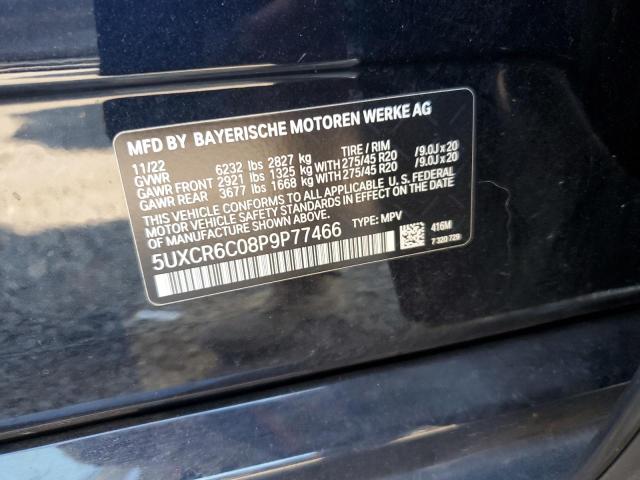 MFD BY BAYERISCHE MOTOREN WERKE AG
11/22 TIRE / RIM
GVWR 6232 lbs 2827 kg
GAWR FRONT 2921 lbs 1325 kg WITH 275/45 R20 /9.0J x 20
GAWR REAR 3677 lbs 1668 kg WITH 275/45 R20 /9.0J x 20
THIS VEHICLE CONFORMS TO ALL APPLICABLE U.S. FEDERAL
MOTOR VEHICLE SAFETY STANDARDS IN EFFECT ON THE DATE OF
MANUFACTURE SHOWN ABOVE.
5UXCR6C08P9P77466 TYPE: MPV 416M
7 320 729